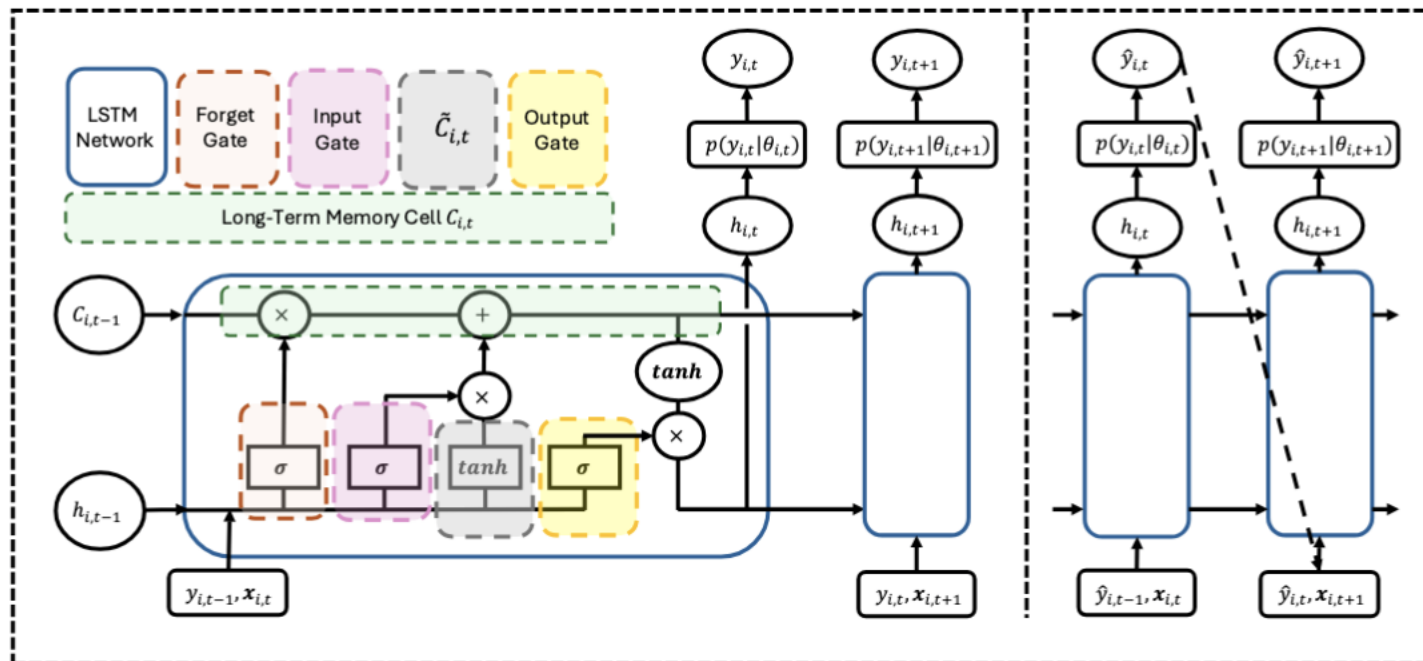 LSTM
Network
Forget
Gate
Input
Gate
C̃ᵢ,ₜ
Output
Gate
Long-Term Memory Cell Cᵢ,ₜ
yᵢ,ₜ
yᵢ,ₜ₊₁
p(yᵢ,ₜ|θᵢ,ₜ)
p(yᵢ,ₜ₊₁|θᵢ,ₜ₊₁)
hᵢ,ₜ
hᵢ,ₜ₊₁
Cᵢ,ₜ₋₁
×
+
tanh
×
×
σ
σ
tanh
σ
hᵢ,ₜ₋₁
yᵢ,ₜ₋₁, xᵢ,ₜ
yᵢ,ₜ, xᵢ,ₜ₊₁
ŷᵢ,ₜ
ŷᵢ,ₜ₊₁
p(yᵢ,ₜ|θᵢ,ₜ)
p(yᵢ,ₜ₊₁|θᵢ,ₜ₊₁)
hᵢ,ₜ
hᵢ,ₜ₊₁
ŷᵢ,ₜ₋₁, xᵢ,ₜ
ŷᵢ,ₜ, xᵢ,ₜ₊₁